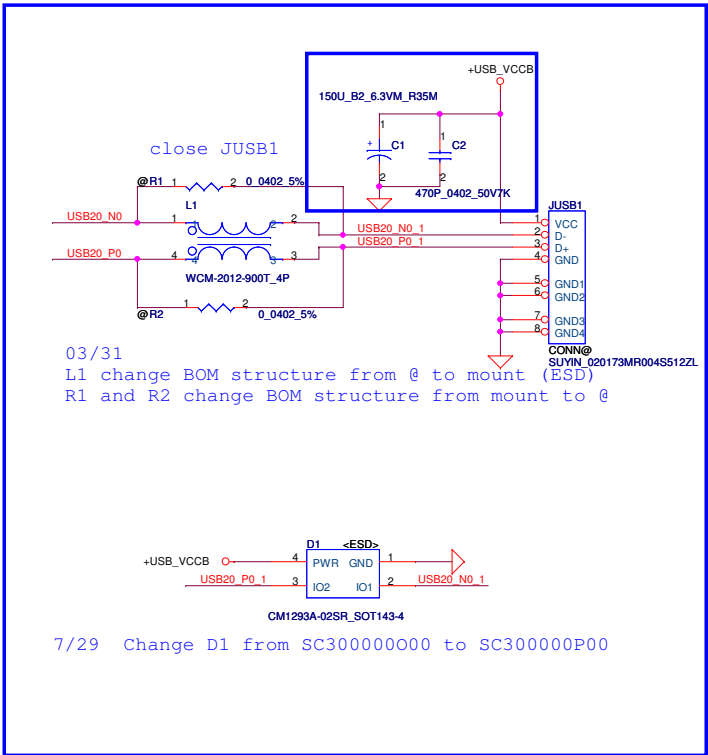 +USB_VCCB
150U_B2_6.3VM_R35M
1 1
+ C1 C2
2 2
470P_0402_50V7K
close JUSB1
@R1 1 2 0_0402_5%
L1
USB20_N0 1 1 2 2
USB20_N0_1
USB20_P0_1
USB20_P0 4 4 3 3
WCM-2012-900T_4P
1 2
@R2 0_0402_5%
JUSB1
1 VCC
2 D-
3 D+
4 GND
5 GND1
6 GND2
7 GND3
8 GND4
CONN@
SUYIN_020173MR004S512ZL
03/31
L1 change BOM structure from @ to mount (ESD)
R1 and R2 change BOM structure from mount to @
D1 <ESD>
+USB_VCCB 4 PWR GND 1
USB20_P0_1 3 IO2 IO1 2 USB20_N0_1
CM1293A-02SR_SOT143-4
7/29 Change D1 from SC300000O00 to SC300000P00